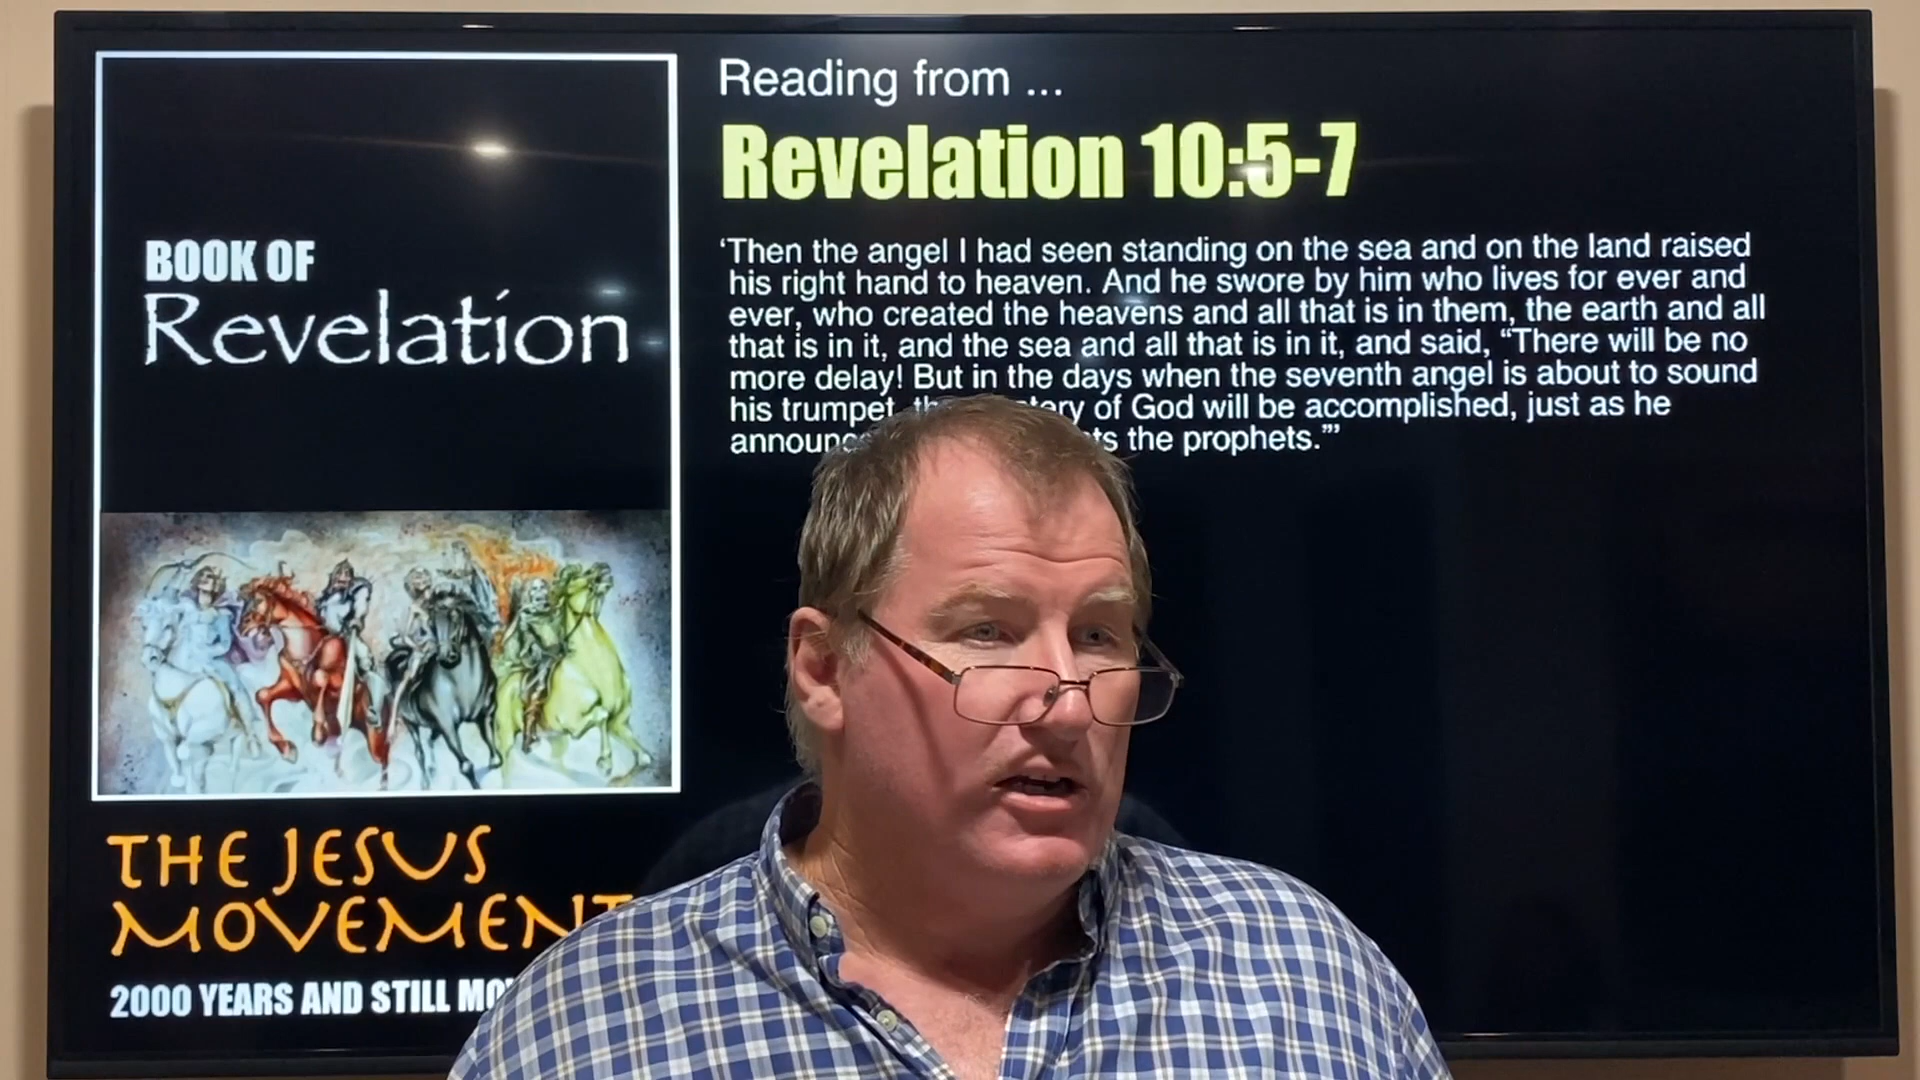 BOOK OF
Revelation
THE JESUS
MOVEMENT
2000 YEARS AND STILL
Reading from ...
Revelation 10:5-7
‘Then the angel I had seen standing on the sea and on the land raised
his right hand to heaven. And he swore by him who lives for ever and
ever, who created the heavens and all that is in them, the earth and all
that is in it, and the sea and all that is in it, and said, “There will be no
more delay! But in the days when the seventh angel is about to sound
his trumpet of God will be accomplished, just as he
the prophets.”’